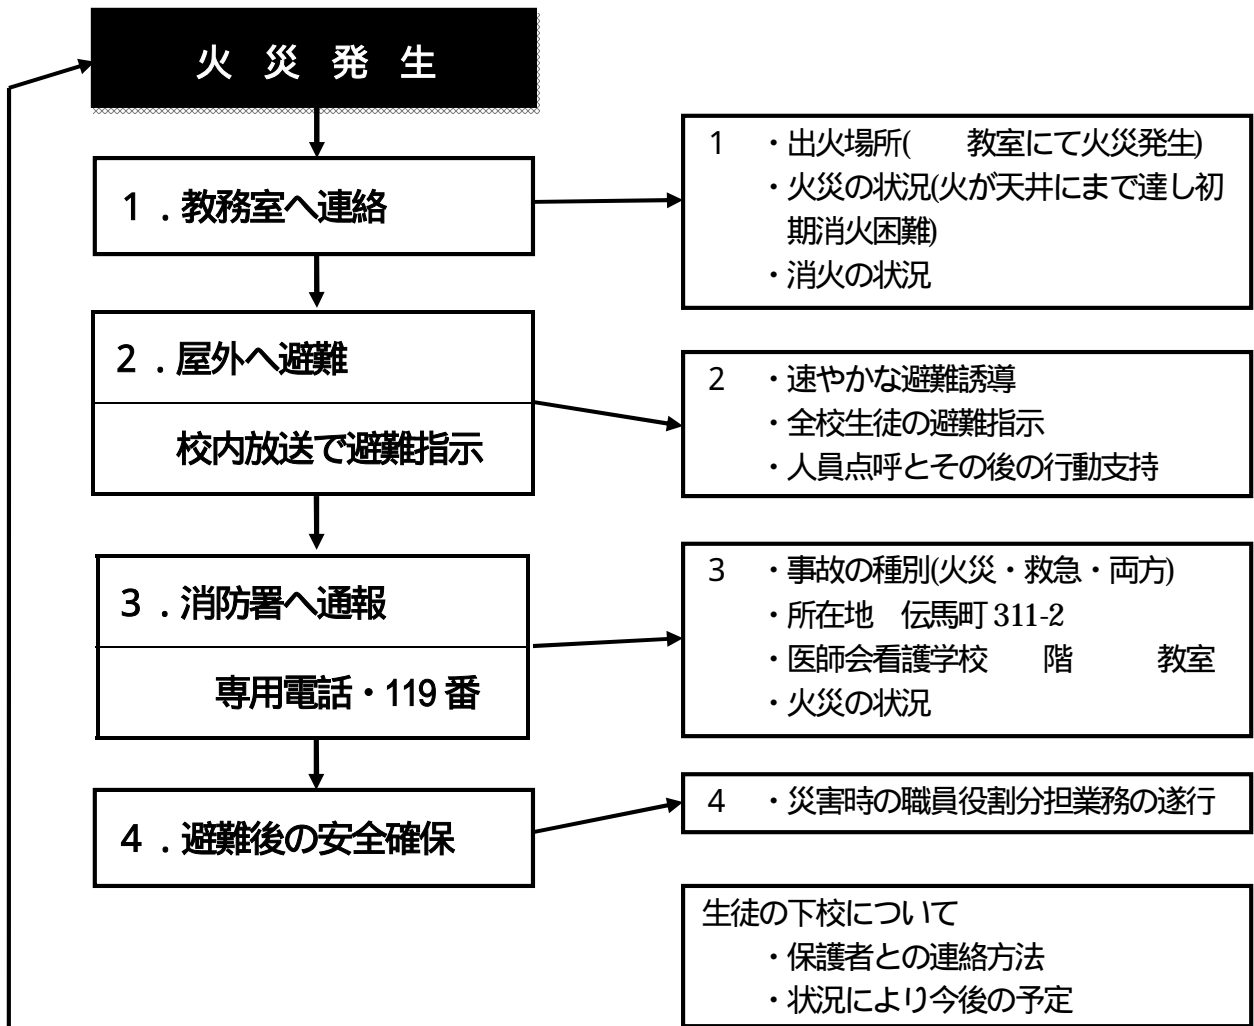 火 災 発 生
1．教務室へ連絡
1 ・出火場所(　　教室にて火災発生)
・火災の状況(火が天井にまで達し初
期消火困難)
・消火の状況
2．屋外へ避難
校内放送で避難指示
2 ・速やかな避難誘導
・全校生徒の避難指示
・人員点呼とその後の行動支持
3．消防署へ通報
専用電話・119 番
3 ・事故の種別(火災・救急・両方)
・所在地　伝馬町 311-2
・医師会看護学校　　階　　　教室
・火災の状況
4．避難後の安全確保
4 ・災害時の職員役割分担業務の遂行
生徒の下校について
・保護者との連絡方法
・状況により今後の予定